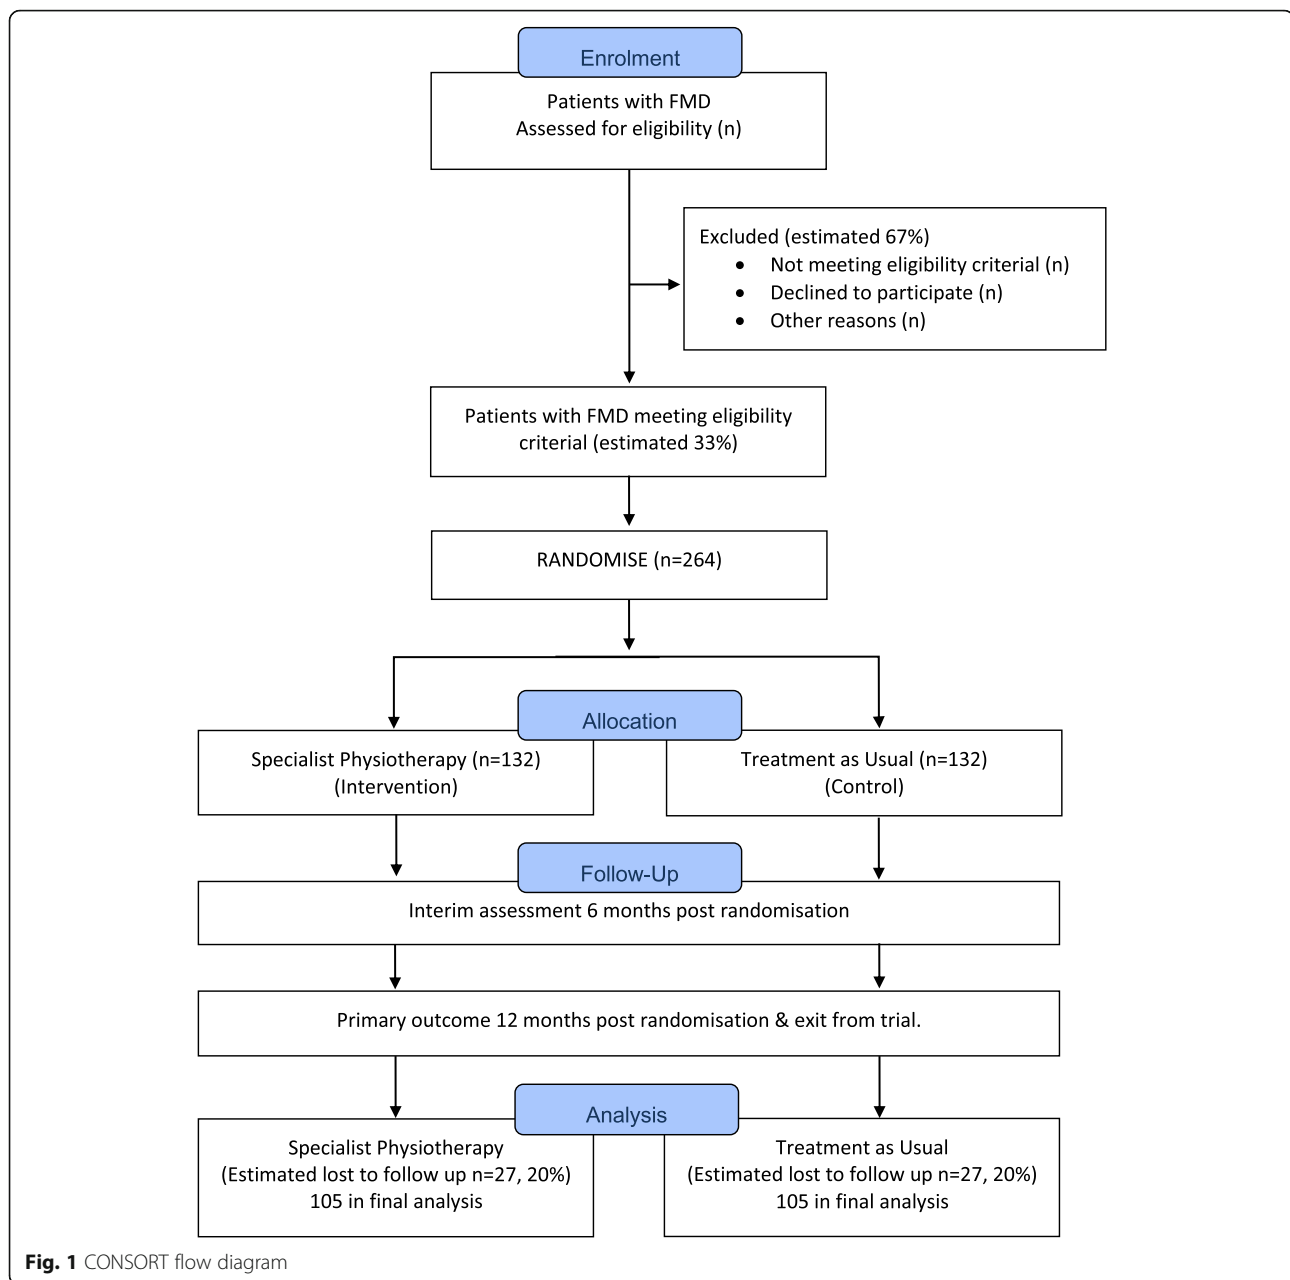 Enrolment
Patients with FMD
Assessed for eligibility (n)
Excluded (estimated 67%)
• Not meeting eligibility criterial (n)
• Declined to participate (n)
• Other reasons (n)
Patients with FMD meeting eligibility
criterial (estimated 33%)
RANDOMISE (n=264)
Allocation
Specialist Physiotherapy (n=132)
(Intervention)
Treatment as Usual (n=132)
(Control)
Follow-Up
Interim assessment 6 months post randomisation
Primary outcome 12 months post randomisation & exit from trial.
Analysis
Specialist Physiotherapy
(Estimated lost to follow up n=27, 20%)
105 in final analysis
Treatment as Usual
(Estimated lost to follow up n=27, 20%)
105 in final analysis
Fig. 1 CONSORT flow diagram